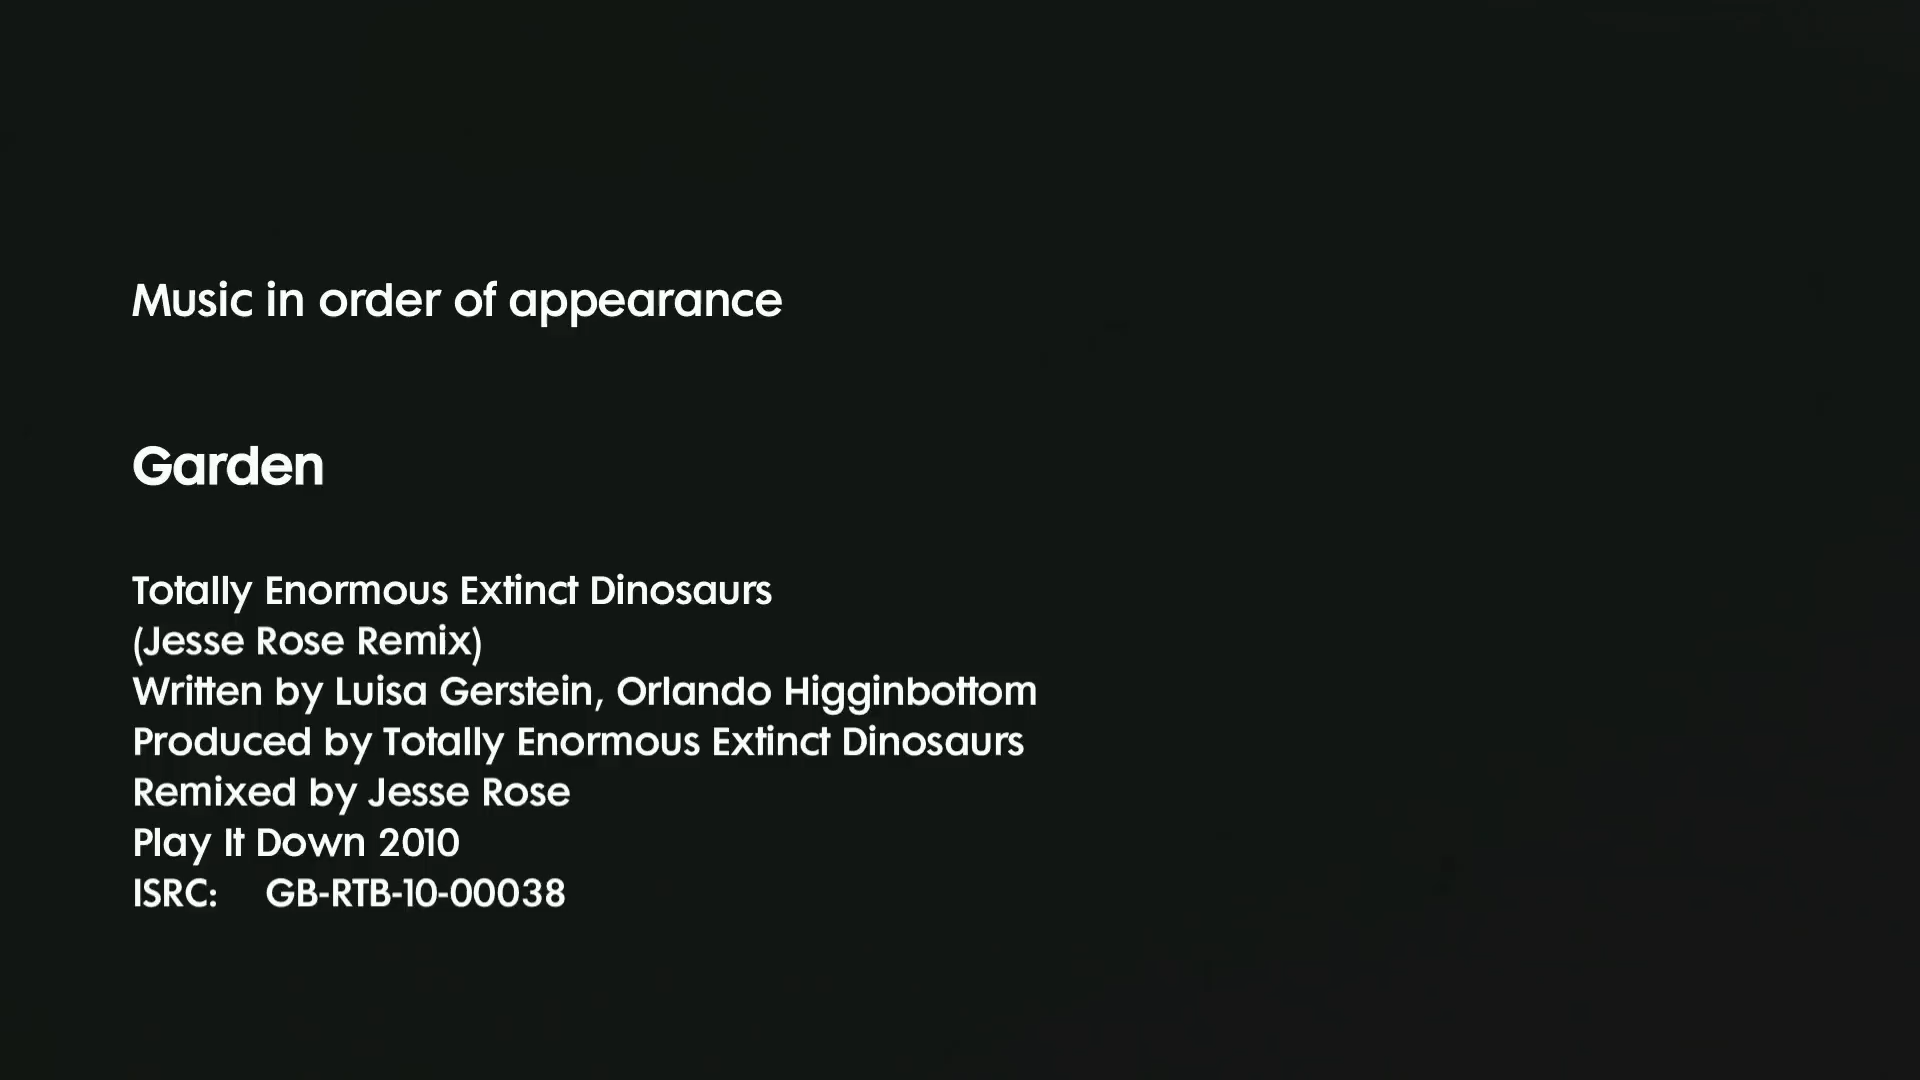 Music in order of appearance
Garden
Totally Enormous Extinct Dinosaurs
(Jesse Rose Remix)
Written by Luisa Gerstein, Orlando Higginbottom
Produced by Totally Enormous Extinct Dinosaurs
Remixed by Jesse Rose
Play It Down 2010
ISRC: GB-RTB-10-00038